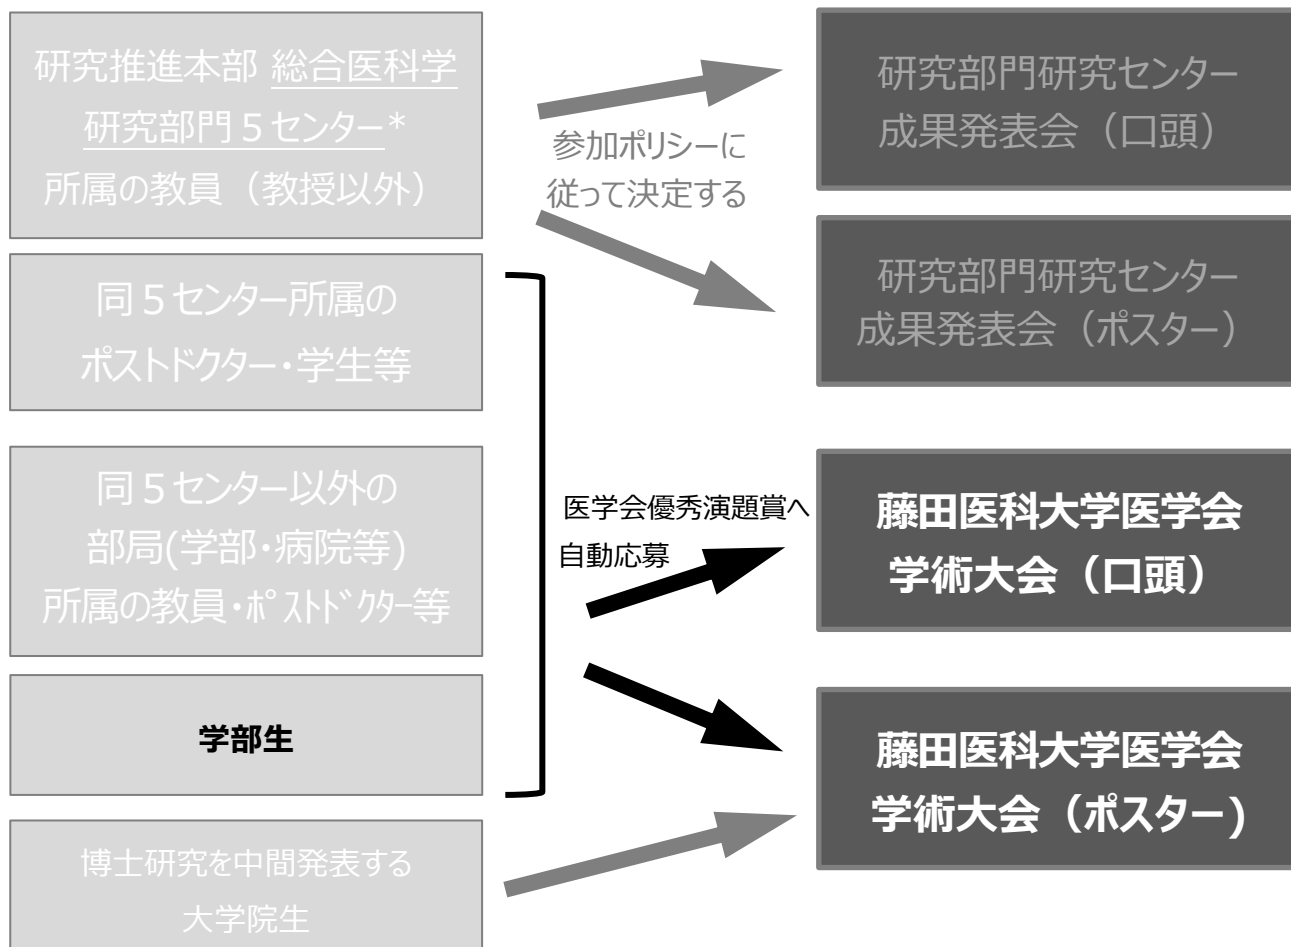 研究推進本部 総合医科学
研究部門５センター*
所属の教員（教授以外）
同５センター所属の
ポストドクター・学生等
同５センター以外の
部局(学部・病院等)
所属の教員・ﾎﾟｽﾄﾄﾞｸﾀｰ等
学部生
博士研究を中間発表する
大学院生
参加ポリシーに
従って決定する
医学会優秀演題賞へ
自動応募
研究部門研究センター
成果発表会（口頭）
研究部門研究センター
成果発表会（ポスター）
藤田医科大学医学会
学術大会（口頭）
藤田医科大学医学会
学術大会（ポスター)